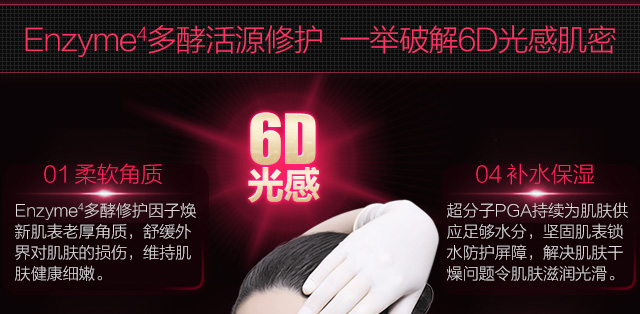 Enzyme⁴多酵活源修护 一举破解6D光感肌密
6D
光感
01 柔软角质
Enzyme⁴多酵修护因子焕
新肌表老厚角质，舒缓外
界对肌肤的损伤，维持肌
肤健康细嫩。
04 补水保湿
超分子PGA持续为肌肤供
应足够水分，坚固肌表锁
水防护屏障，解决肌肤干
燥问题令肌肤滋润光滑。